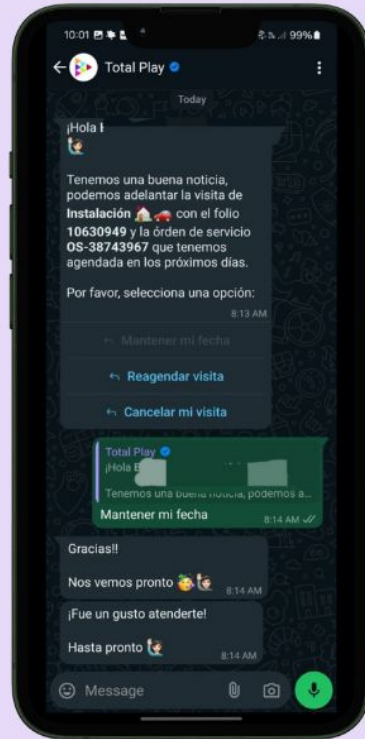 10:01 99%
Total Play
Today
¡Hola
Tenemos una buena noticia,
podemos adelantar la visita de
Instalación 🏠🚗 con el folio
10630949 y la órden de servicio
OS-38743967 que tenemos
agendada en los próximos días.
Por favor, selecciona una opción:
8:13 AM
Mantener mi fecha
Reagendar visita
Cancelar mi visita
Total Play
¡Hola
Tenemos una buena noticia, podemos a...
Mantener mi fecha
8:14 AM
Gracias!!
Nos vemos pronto
8:14 AM
¡Fue un gusto atenderte!
Hasta pronto
8:14 AM
Message